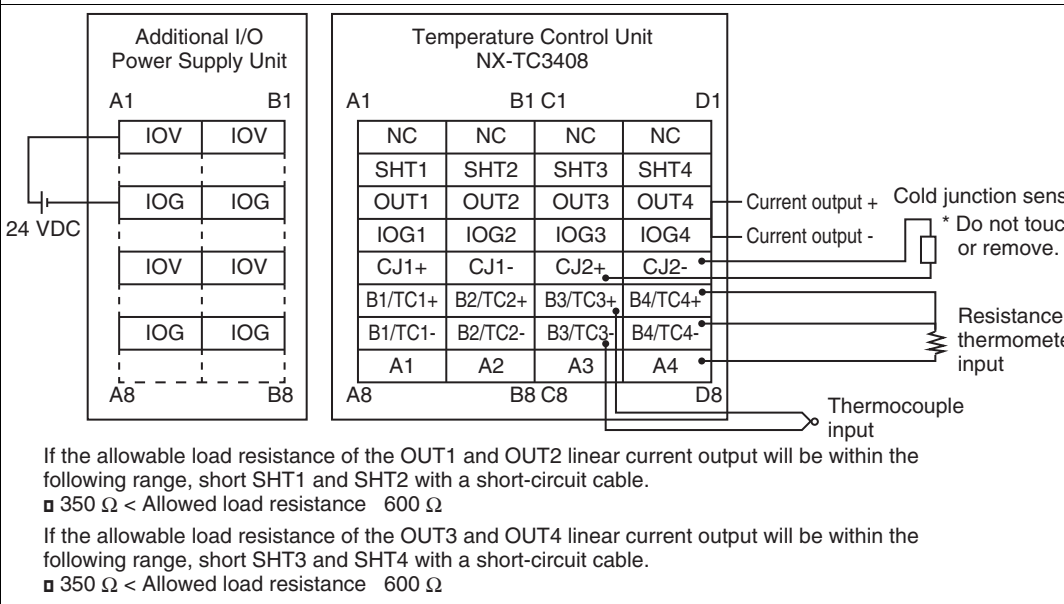 Additional I/O
Power Supply Unit
A1 B1
IOV IOV
IOG IOG
24 VDC
IOV IOV
IOG IOG
A8 B8
Temperature Control Unit
NX-TC3408
A1 B1 C1 D1
NC NC NC NC
SHT1 SHT2 SHT3 SHT4
OUT1 OUT2 OUT3 OUT4
IOG1 IOG2 IOG3 IOG4
CJ1+ CJ1- CJ2+ CJ2-
B1/TC1+ B2/TC2+ B3/TC3+ B4/TC4+
B1/TC1- B2/TC2- B3/TC3- B4/TC4-
A1 A2 A3 A4
A8 B8 C8 D8
Current output +
Current output -
Cold junction sens
* Do not touc
or remove.
Resistance
thermomete
input
Thermocouple
input
If the allowable load resistance of the OUT1 and OUT2 linear current output will be within the
following range, short SHT1 and SHT2 with a short-circuit cable.
350 Ω < Allowed load resistance 600 Ω
If the allowable load resistance of the OUT3 and OUT4 linear current output will be within the
following range, short SHT3 and SHT4 with a short-circuit cable.
350 Ω < Allowed load resistance 600 Ω